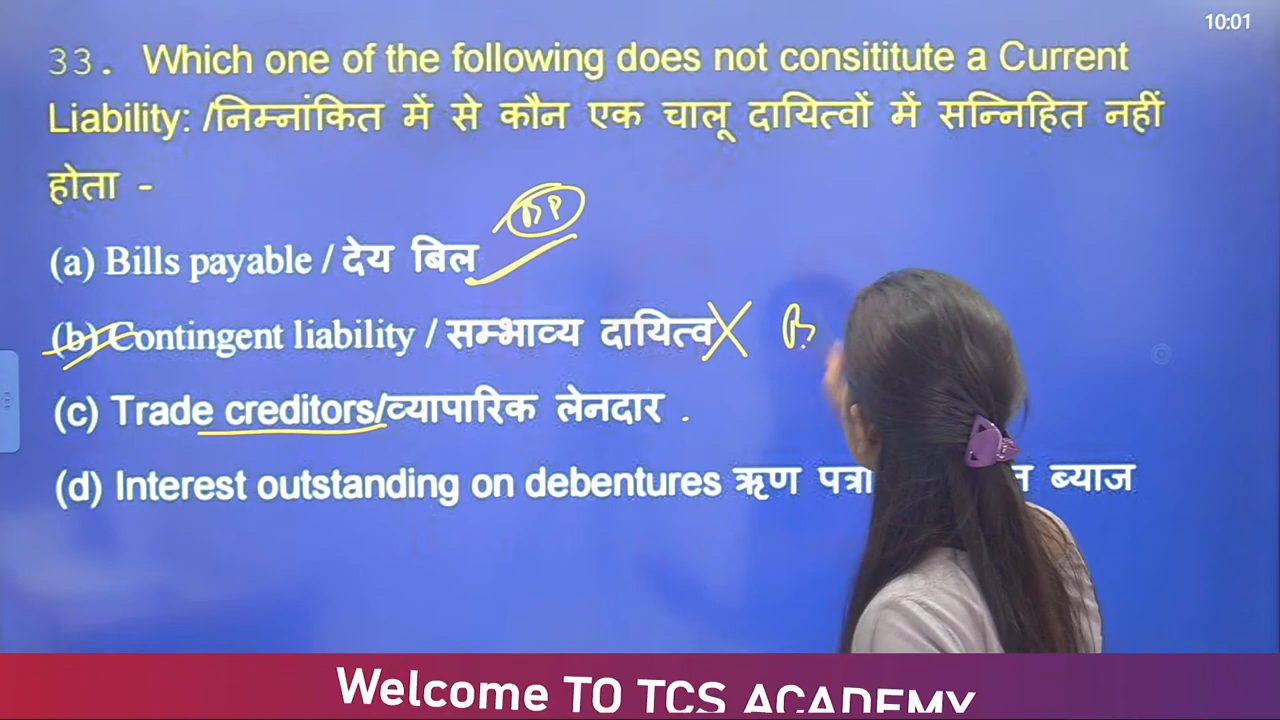 10:01
33. Which one of the following does not consititute a Current
Liability: /निम्नांकित में से कौन एक चालू दायित्वों में सन्निहित नहीं
होता -
BP
(a) Bills payable / देय बिल
(b) Contingent liability / सम्भाव्य दायित्व X B
(c) Trade creditors/व्यापारिक लेनदार .
(d) Interest outstanding on debentures ऋण ब्याज
Welcome TO TCS ACADEMY